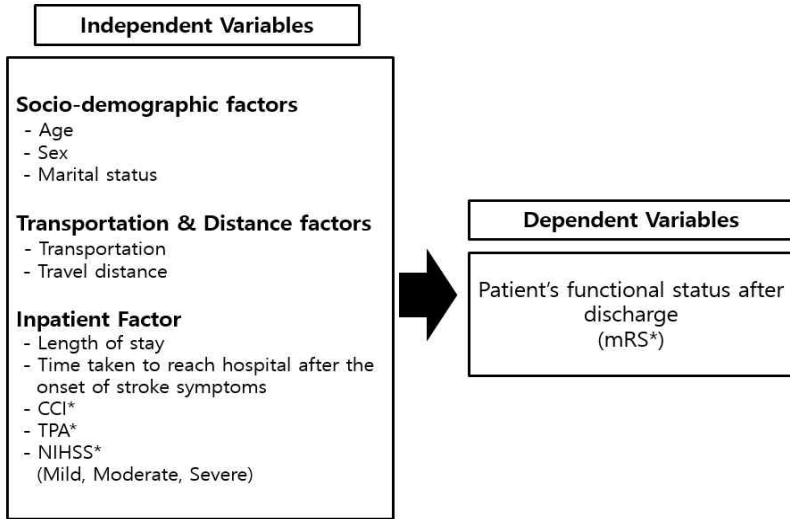 Independent Variables
Socio-demographic factors
- Age
- Sex
- Marital status
Transportation & Distance factors
- Transportation
- Travel distance
Inpatient Factor
- Length of stay
- Time taken to reach hospital after the
onset of stroke symptoms
- CCI*
- TPA*
- NIHSS*
(Mild, Moderate, Severe)
Dependent Variables
Patient’s functional status after
discharge
(mRS*)